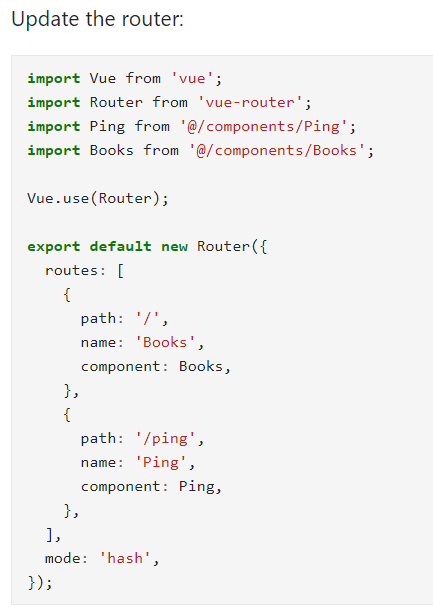 Update the router:
import Vue from 'vue';
import Router from 'vue-router';
import Ping from '@/components/Ping';
import Books from '@/components/Books';

Vue.use(Router);

export default new Router({
  routes: [
    {
      path: '/',
      name: 'Books',
      component: Books,
    },
    {
      path: '/ping',
      name: 'Ping',
      component: Ping,
    },
  ],
  mode: 'hash',
});